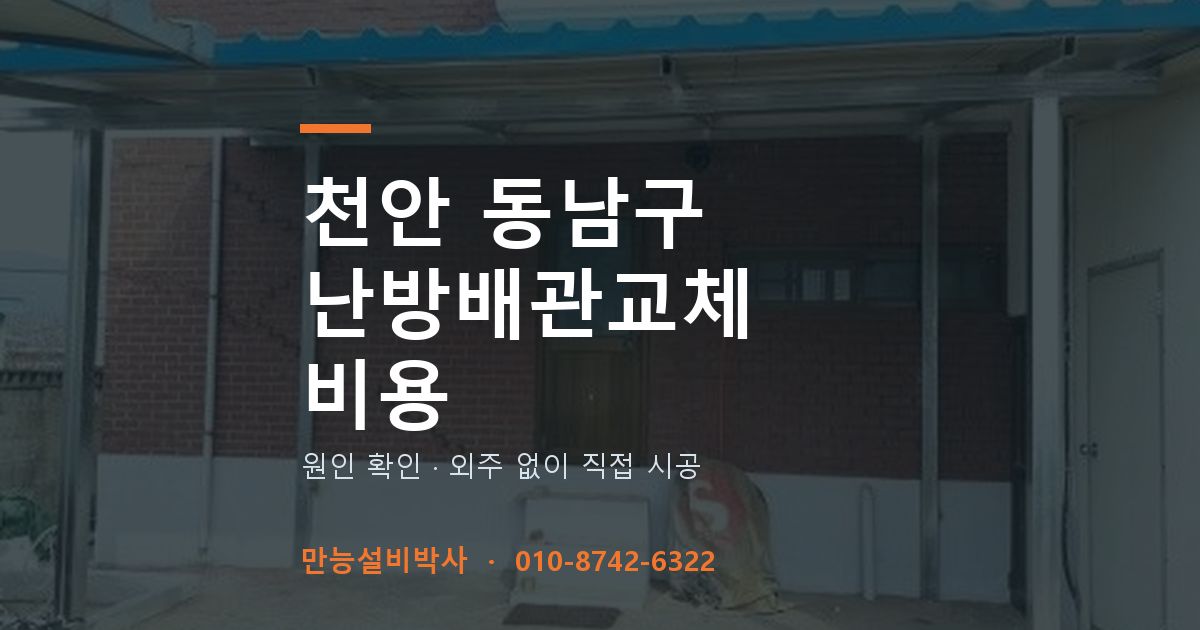 천안 동남구
난방배관교체
비용
원인 확인 · 외주 없이 직접 시공
만능설비박사 · 010-8742-6322
S